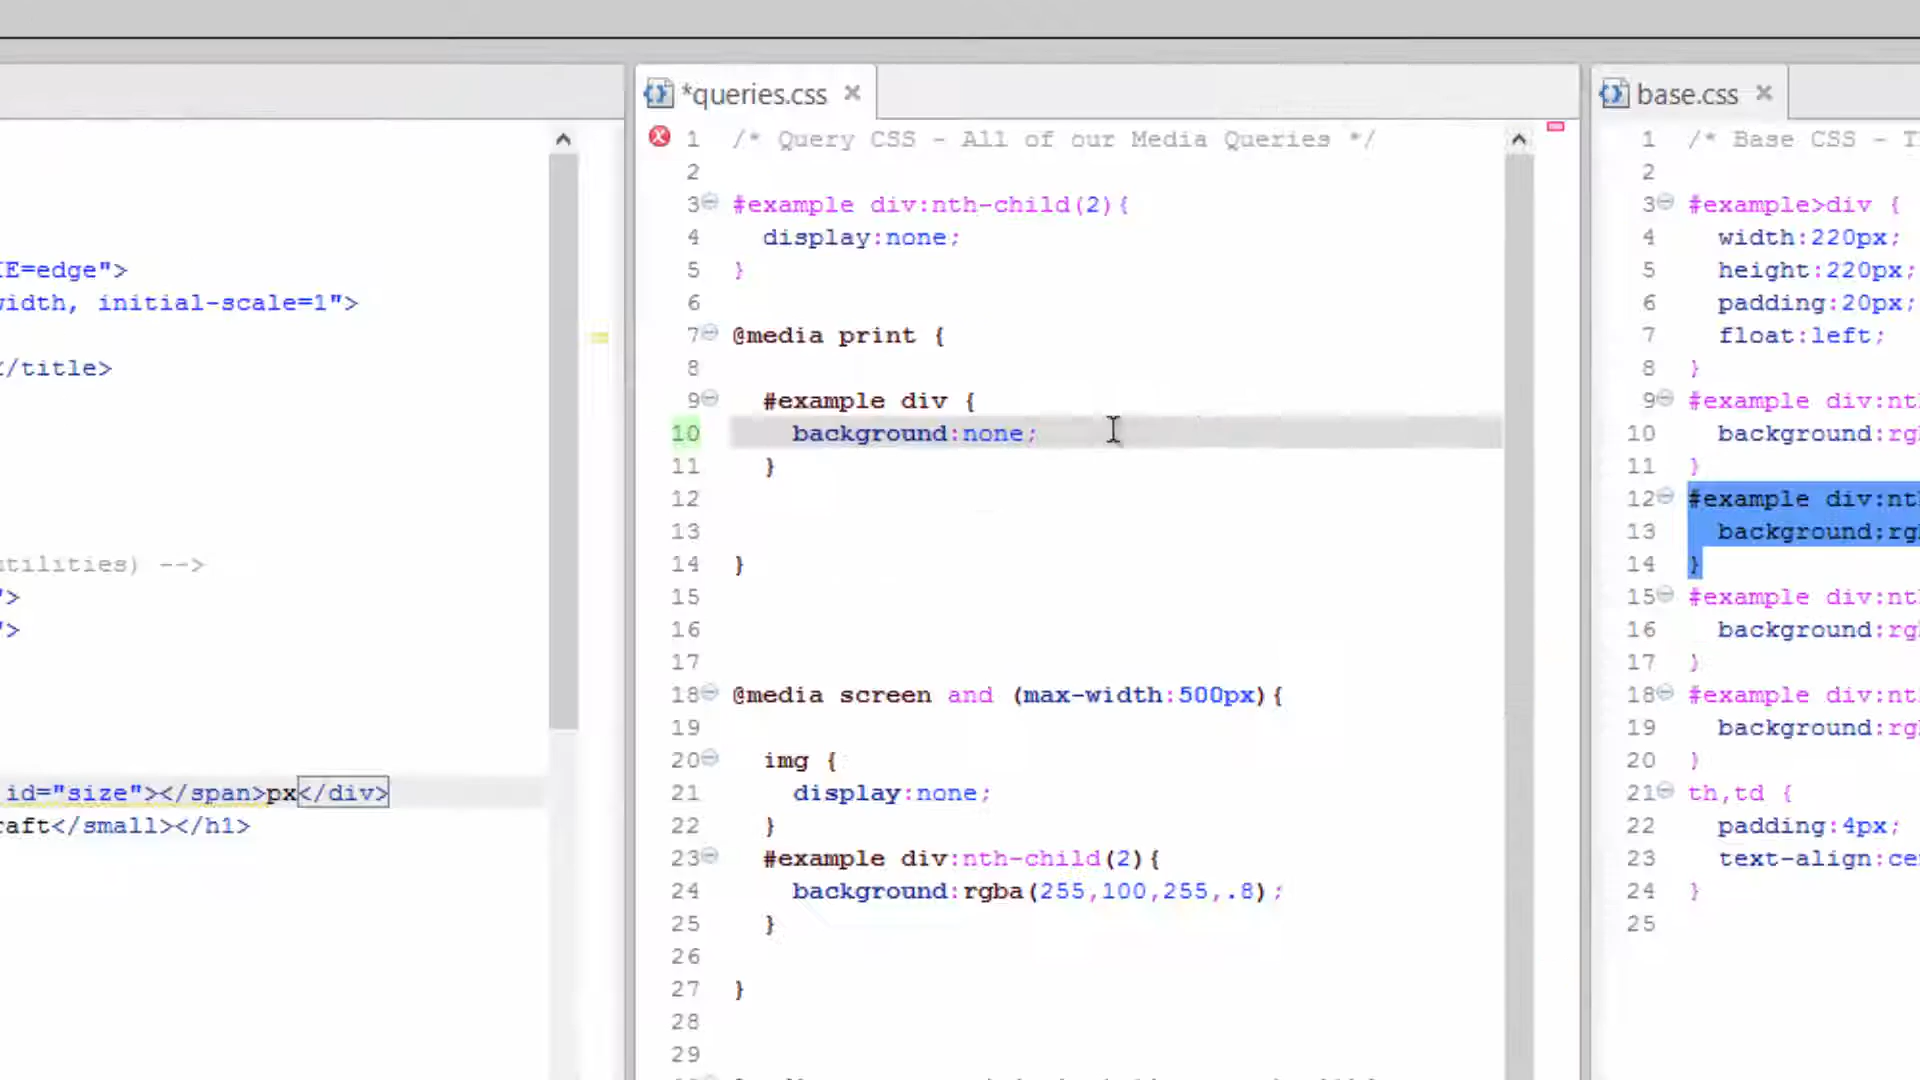 IE=edge">
width, initial-scale=1">
</title>
utilities) -->
">
">
id="size"></span>px</div>
raft</small></h1>
*queries.css
1 /* Query CSS - All of our Media Queries */
2
3 #example div:nth-child(2){
4 display:none;
5 }
6
7 @media print {
8
9 #example div {
10 background:none;
11 }
12
13
14 }
15
16
17
18 @media screen and (max-width:500px){
19
20 img {
21 display:none;
22 }
23 #example div:nth-child(2){
24 background:rgba(255,100,255,.8);
25 }
26
27 }
28
29
base.css
1 /* Base CSS - T
2
3 #example>div {
4 width:220px;
5 height:220px;
6 padding:20px;
7 float:left;
8 }
9 #example div:nt
10 background:rg
11 }
12 #example div:nt
13 background:rg
14 }
15 #example div:nt
16 background:rg
17 }
18 #example div:nt
19 background:rg
20 }
21 th,td {
22 padding:4px;
23 text-align:ce
24 }
25